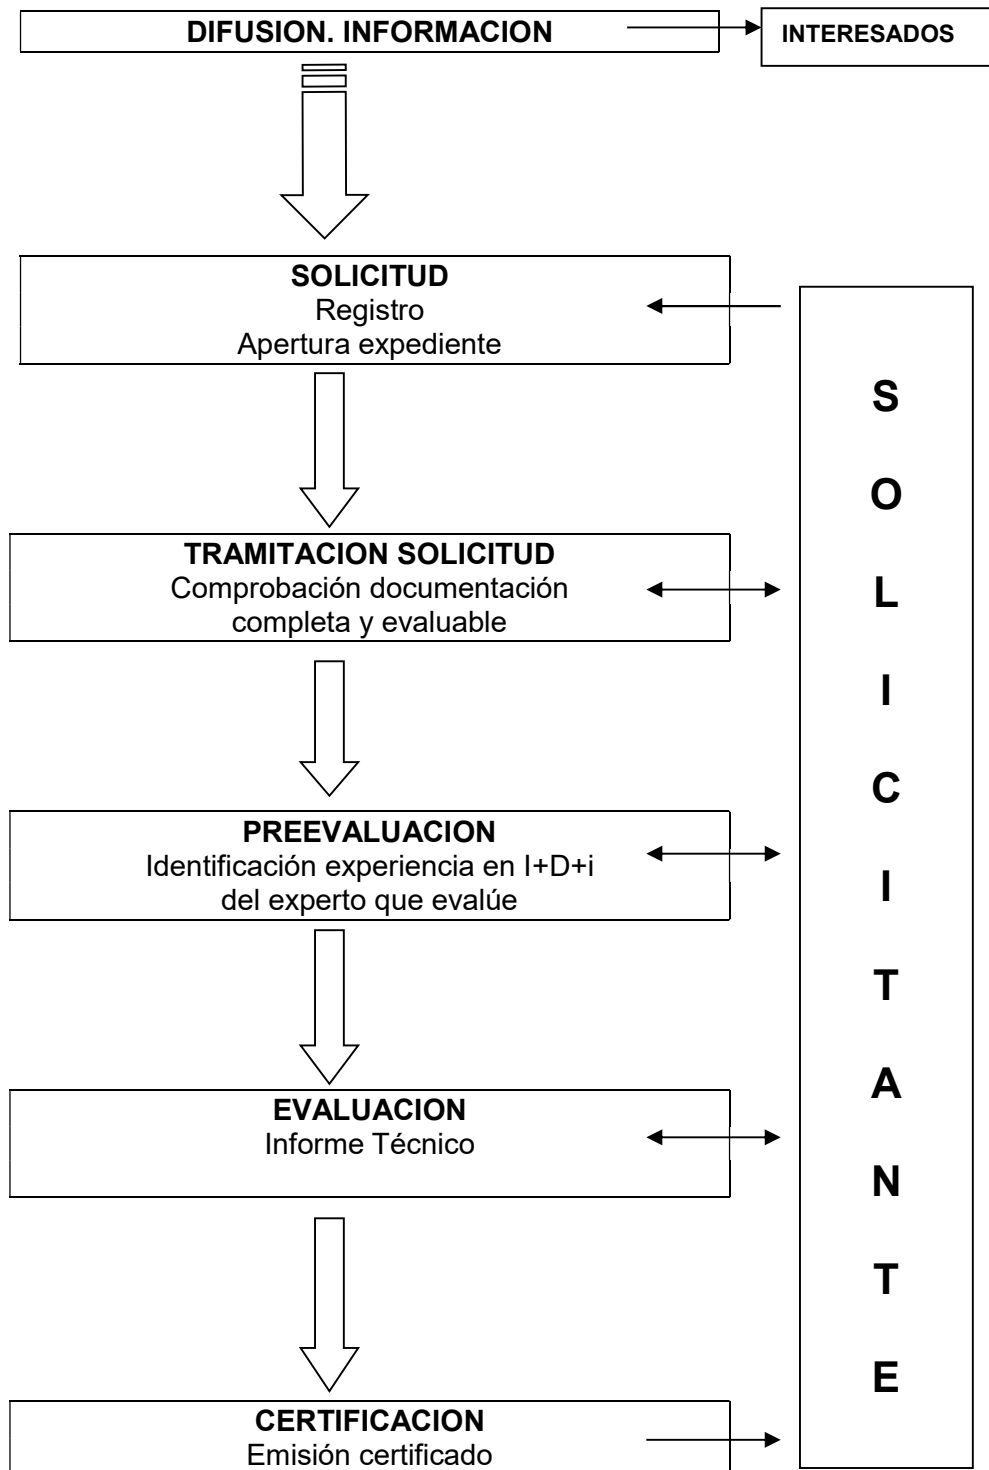 DIFUSION. INFORMACION
INTERESADOS
SOLICITUD
Registro
Apertura expediente
TRAMITACION SOLICITUD
Comprobación documentación
completa y evaluable
PREEVALUACION
Identificación experiencia en I+D+i
del experto que evalúe
EVALUACION
Informe Técnico
CERTIFICACION
Emisión certificado
S
O
L
I
C
I
T
A
N
T
E